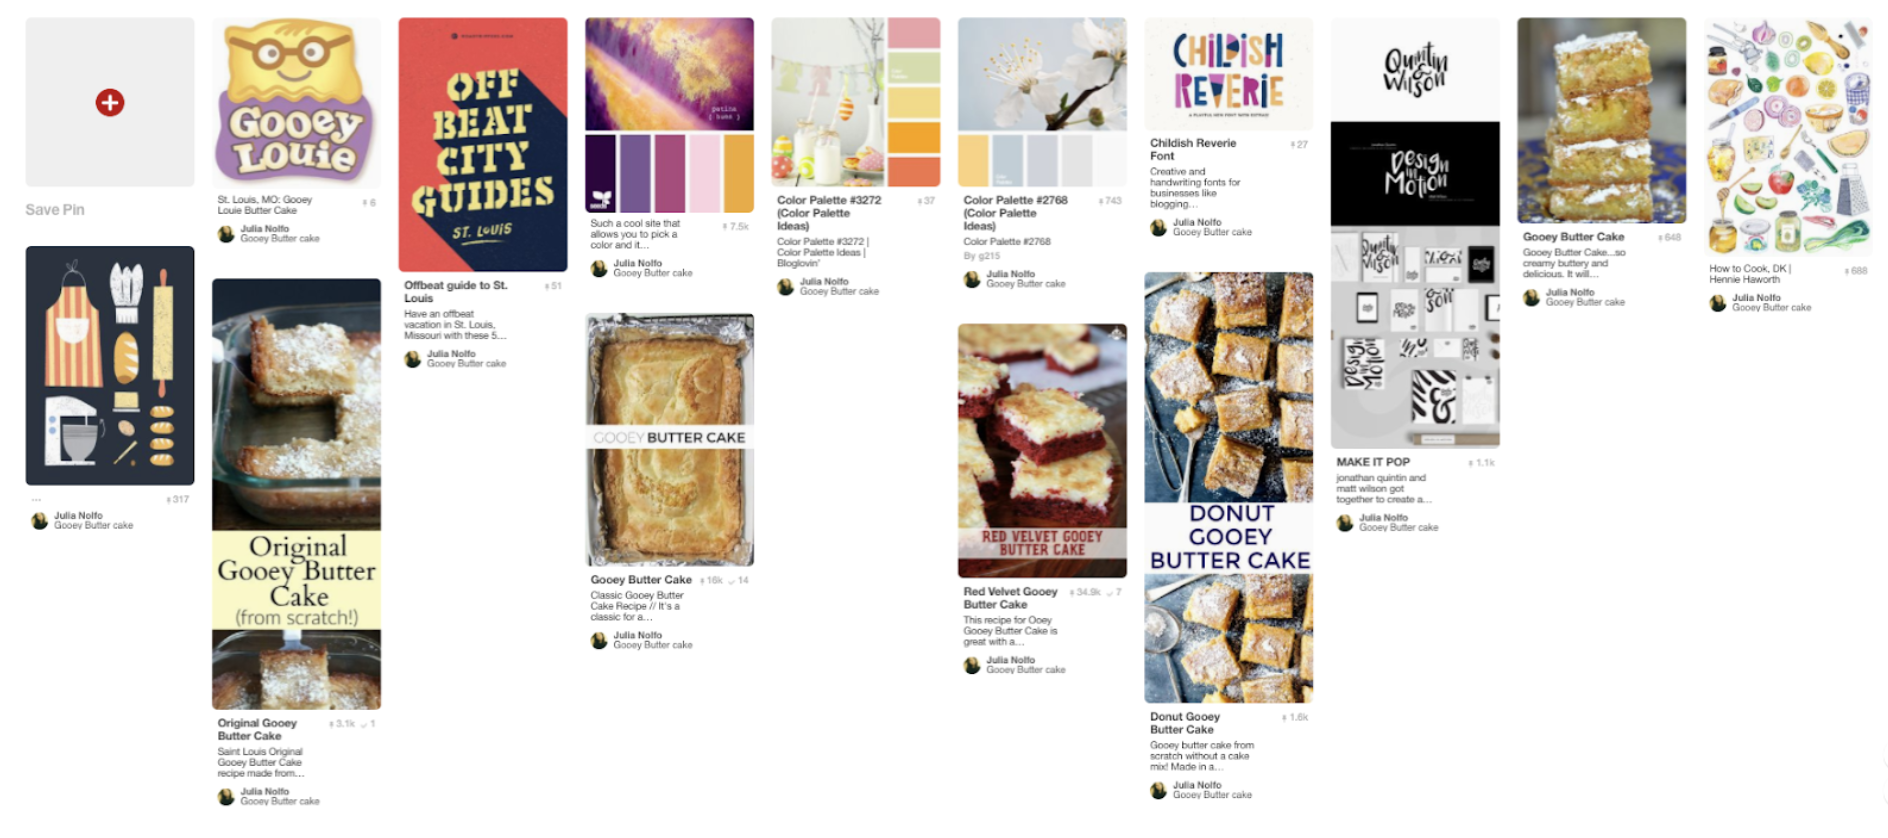 Save Pin
...
317
Julia Nolfo
Gooey Butter cake
Gooey
Louie
St. Louis, MO: Gooey
Louie Butter Cake
6
Julia Nolfo
Gooey Butter cake
Original
Gooey Butter
Cake
(from scratch!)
Original Gooey
Butter Cake
3.1k
1
Saint Louis Original
Gooey Butter Cake
recipe made from...
Julia Nolfo
Gooey Butter cake
OFF
BEAT
CITY
GUIDES
ST. LOUIS
Offbeat guide to St.
Louis
51
Have an offbeat
vacation in St. Louis,
Missouri with these 5...
Julia Nolfo
Gooey Butter cake
patina
[ hues ]
Such a cool site that
allows you to pick a
color and it...
7.5k
Julia Nolfo
Gooey Butter cake
GOOEY BUTTER CAKE
Gooey Butter Cake
16k
14
Classic Gooey Butter
Cake Recipe // It's a
classic for a...
Julia Nolfo
Gooey Butter cake
Color Palette #3272
(Color Palette
Ideas)
37
Color Palette #3272 |
Color Palette Ideas |
Bloglovin'
Julia Nolfo
Gooey Butter cake
Color Palette #2768
(Color Palette
Ideas)
743
Color Palette #2768
By g215
Julia Nolfo
Gooey Butter cake
RED VELVET GOOEY
BUTTER CAKE
Red Velvet Gooey
Butter Cake
34.9k
7
This recipe for Ooey
Gooey Butter Cake is
great with a...
Julia Nolfo
Gooey Butter cake
CHILDISH
REVERIE
A PLAYFUL NEW FONT WITH EXTRAS!
Childish Reverie
Font
27
Creative and
handwriting fonts for
businesses like
blogging...
Julia Nolfo
Gooey Butter cake
DONUT
GOOEY
BUTTER CAKE
Donut Gooey
Butter Cake
1.6k
Gooey butter cake from
scratch without a cake
mix! Made in a...
Julia Nolfo
Gooey Butter cake
Quintin
&
Wilson
Design
in
Motion
Quintin
&
Wilson
Design
in
Motion
&
MAKE IT POP
1.1k
jonathan quintin and
matt wilson got
together to create a...
Julia Nolfo
Gooey Butter cake
Gooey Butter Cake
648
Gooey Butter Cake...so
creamy buttery and
delicious. It will...
Julia Nolfo
Gooey Butter cake
How to Cook, DK |
Hennie Haworth
688
Julia Nolfo
Gooey Butter cake